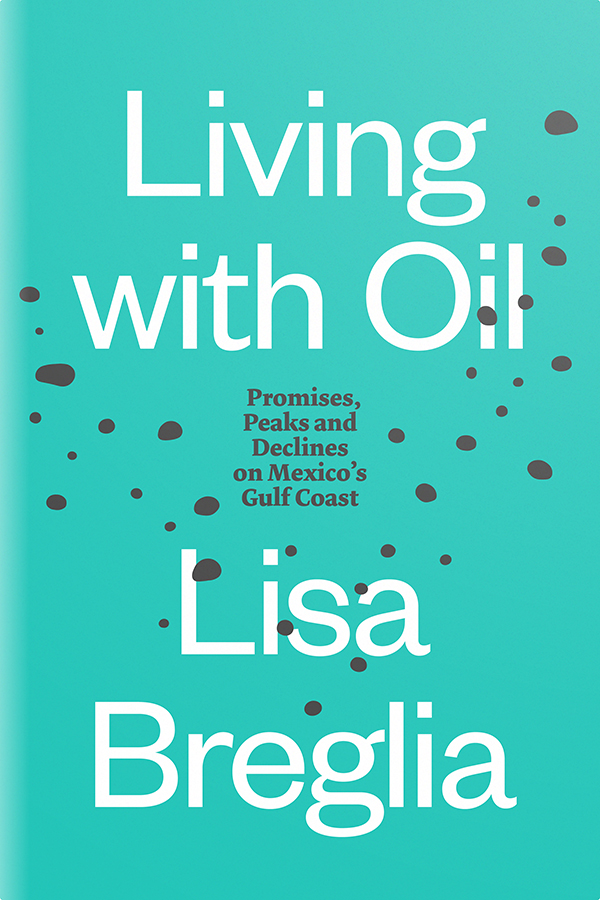 Living
with Oil
Promises,
Peaks and
Declines
on Mexico’s
Gulf Coast
Lisa
Breglia